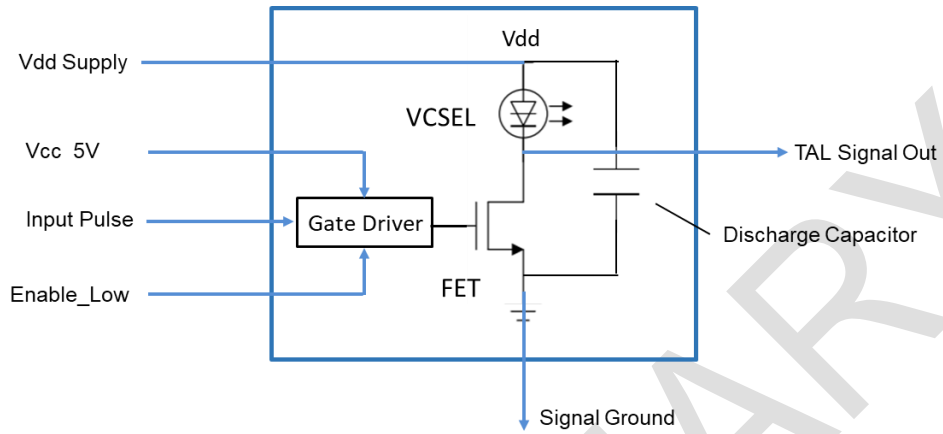 Vdd
Vdd Supply
VCSEL
Vcc 5V
TAL Signal Out
Input Pulse
Gate Driver
Discharge Capacitor
Enable_Low
FET
Signal Ground